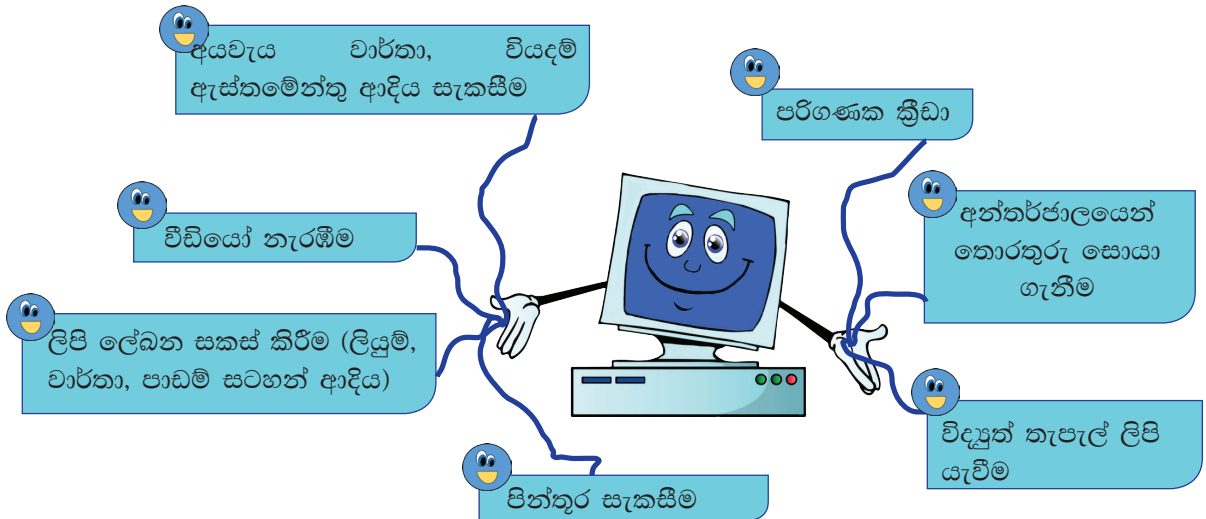 අයවැය වාර්තා, වියදම්
ඇස්තමේන්තු ආදිය සැකසීම
පරිගණක ක්‍රීඩා
වීඩියෝ නැරඹීම
අන්තර්ජාලයෙන්
තොරතුරු සොයා
ගැනීම
ලිපි ලේඛන සකස් කිරීම (ලියුම්,
වාර්තා, පාඩම් සටහන් ආදිය)
විද්‍යුත් තැපැල් ලිපි
යැවීම
පින්තූර සැකසීම